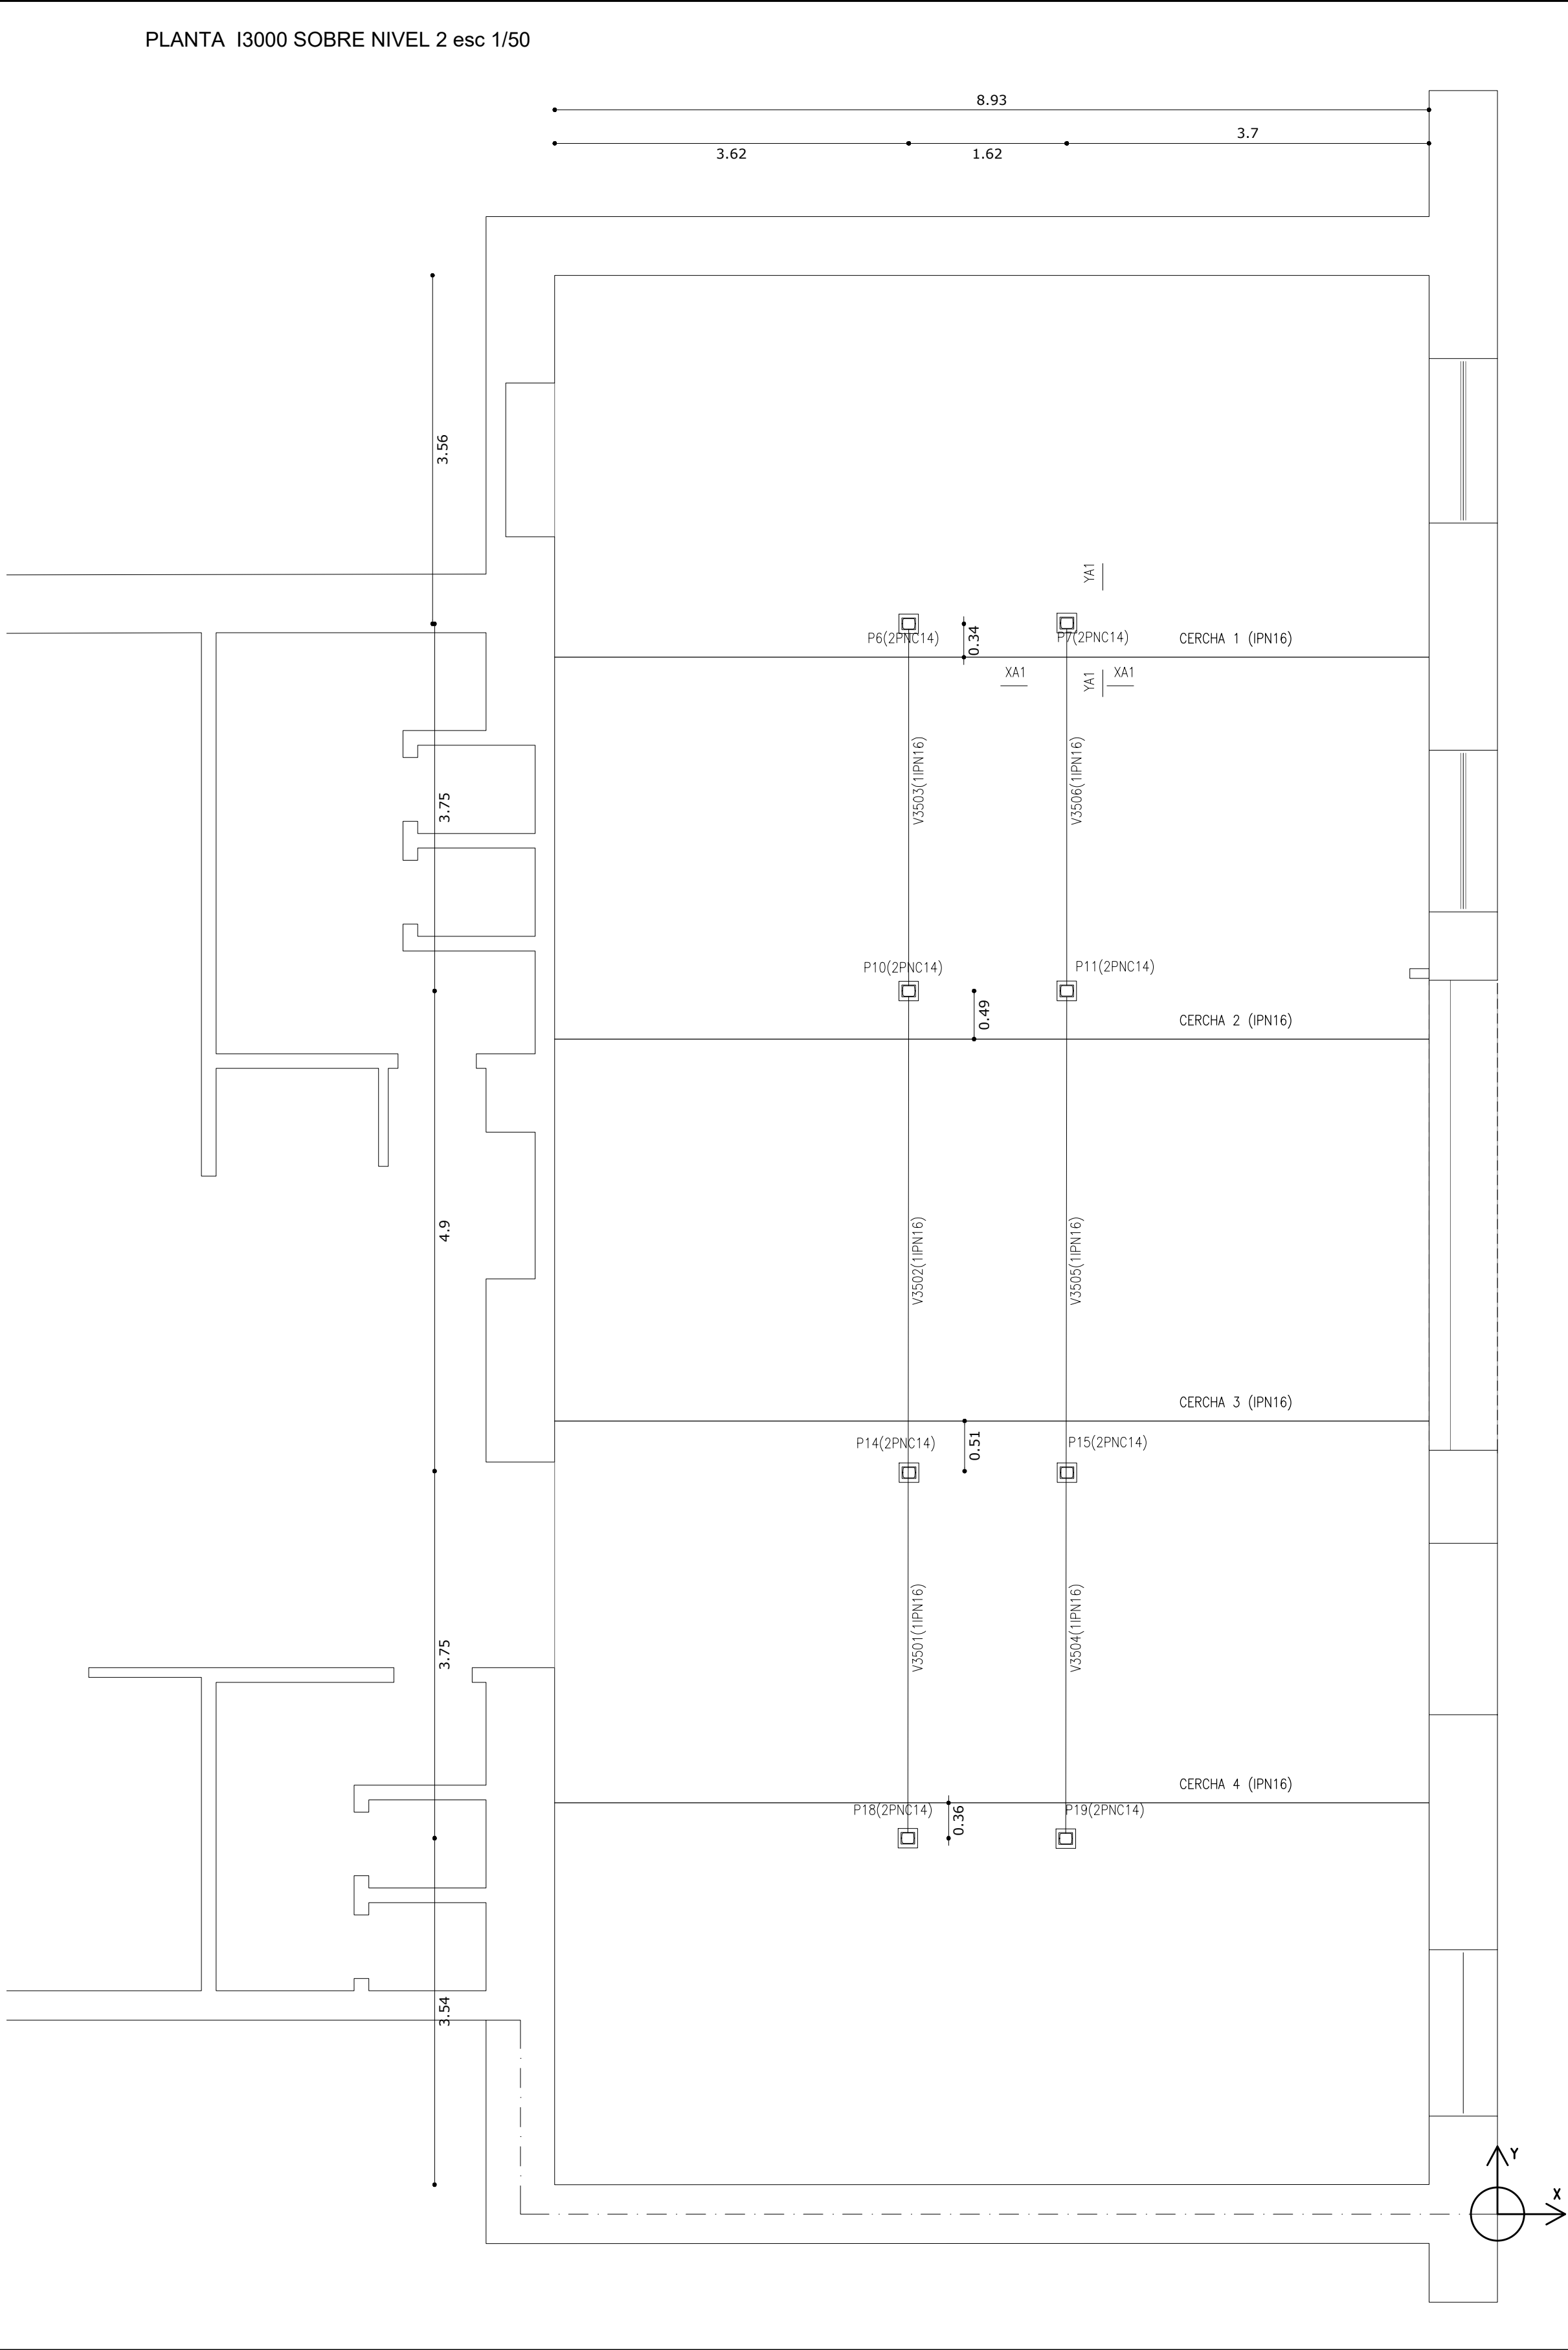 PLANTA I3000 SOBRE NIVEL 2 esc 1/50
8.93
3.62
1.62
3.7
3.56
YA1
P6(2PNC14)
0.34
P7(2PNC14)
CERCHA 1 (IPN16)
XA1
YA1
XA1
3.75
V3503(1IPN16)
V3506(1IPN16)
P10(2PNC14)
P11(2PNC14)
0.49
CERCHA 2 (IPN16)
4.9
V3502(1IPN16)
V3505(1IPN16)
CERCHA 3 (IPN16)
P14(2PNC14)
0.51
P15(2PNC14)
3.75
V3501(1IPN16)
V3504(1IPN16)
CERCHA 4 (IPN16)
P18(2PNC14)
0.36
P19(2PNC14)
3.54
Y
X